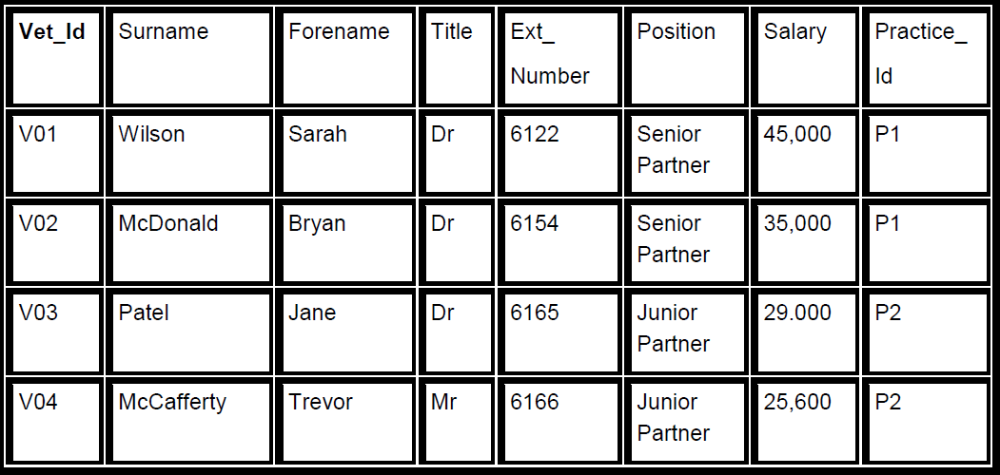 Vet_Id Surname Forename Title Ext_ Position Salary Practice_
Number Id
V01 Wilson Sarah Dr 6122 Senior 45,000 P1
Partner
V02 McDonald Bryan Dr 6154 Senior 35,000 P1
Partner
V03 Patel Jane Dr 6165 Junior 29.000 P2
Partner
V04 McCafferty Trevor Mr 6166 Junior 25,600 P2
Partner